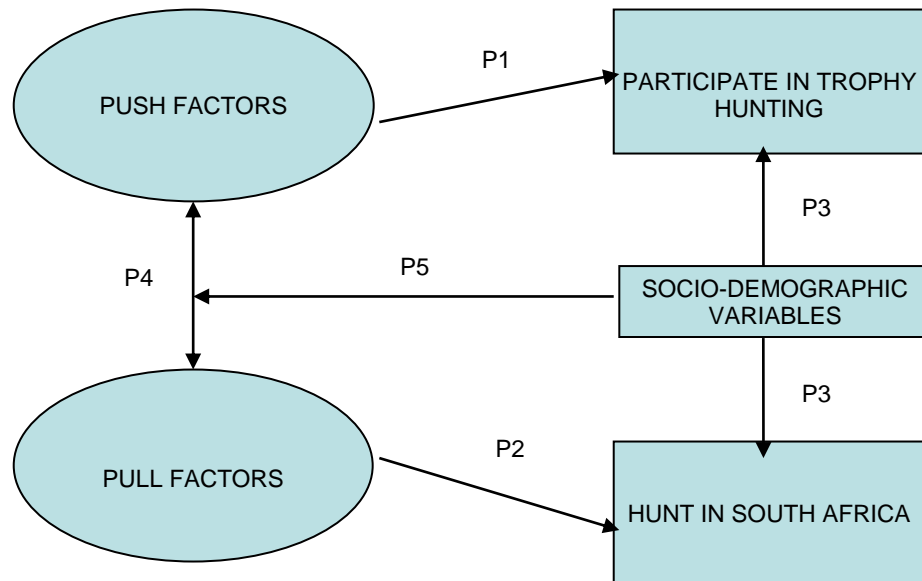 P1
PUSH FACTORS
PARTICIPATE IN TROPHY
HUNTING
P3
P4
P5
SOCIO-DEMOGRAPHIC
VARIABLES
P3
P2
PULL FACTORS
HUNT IN SOUTH AFRICA